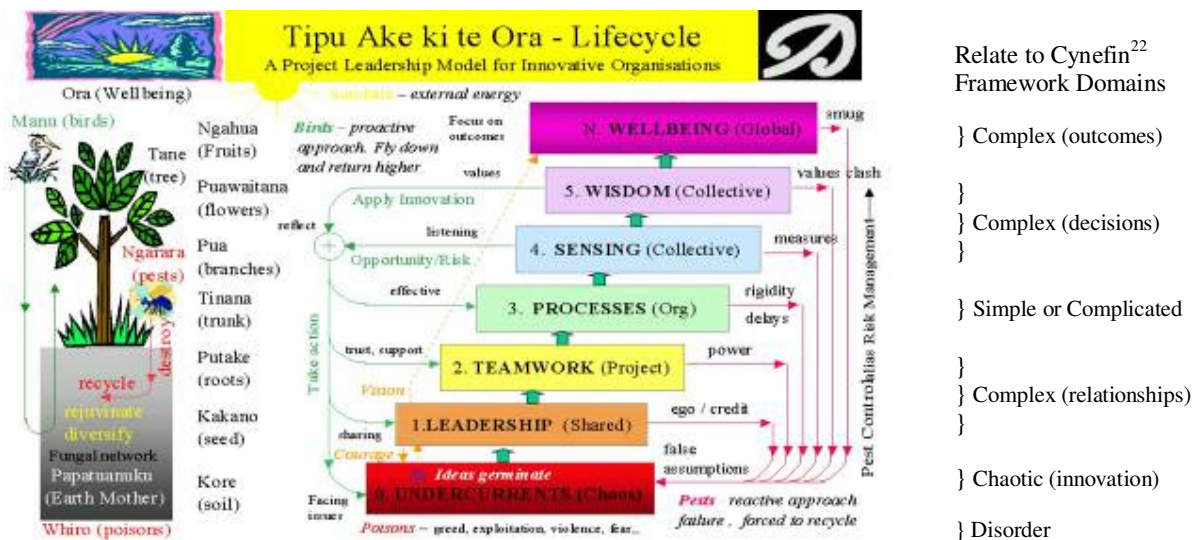 Tipu Ake ki te Ora - Lifecycle
A Project Leadership Model for Innovative Organisations
Ora (Wellbeing)
Manu (birds)
Tane
(tree)
Ngarara
(pests)
destroy
recycle
rejuvinate
diversify
Fungal network
Papatuanuku
(Earth Mother)
Whiro (poisons)
Ngahua
(Fruits)
Puawaitana
(flowers)
Pua
(branches)
Tinana
(trunk)
Putake
(roots)
Kakano
(seed)
Kore
(soil)
Sunshine – external energy
Birds – proactive
approach. Fly down
and return higher
Focus on
outcomes
values
Apply Innovation
reflect
listening
Opportunity/Risk
effective
Take action
trust, support
Vision
sharing
Courage
Facing
issues
N. WELLBEING (Global)
5. WISDOM (Collective)
4. SENSING (Collective)
3. PROCESSES (Org)
2. TEAMWORK (Project)
1.LEADERSHIP (Shared)
Ideas germinate
0. UNDERCURRENTS (Chaos)
smug
values clash
measures
rigidity
delays
power
ego / credit
false
assumptions
Pests reactive approach
failure , forced to recycle
Poisons – greed, exploitation, violence, fear...
Pest Control alias Risk Management
Relate to Cynefin22
Framework Domains
} Complex (outcomes)
}
} Complex (decisions)
}
} Simple or Complicated
}
} Complex (relationships)
}
} Chaotic (innovation)
} Disorder